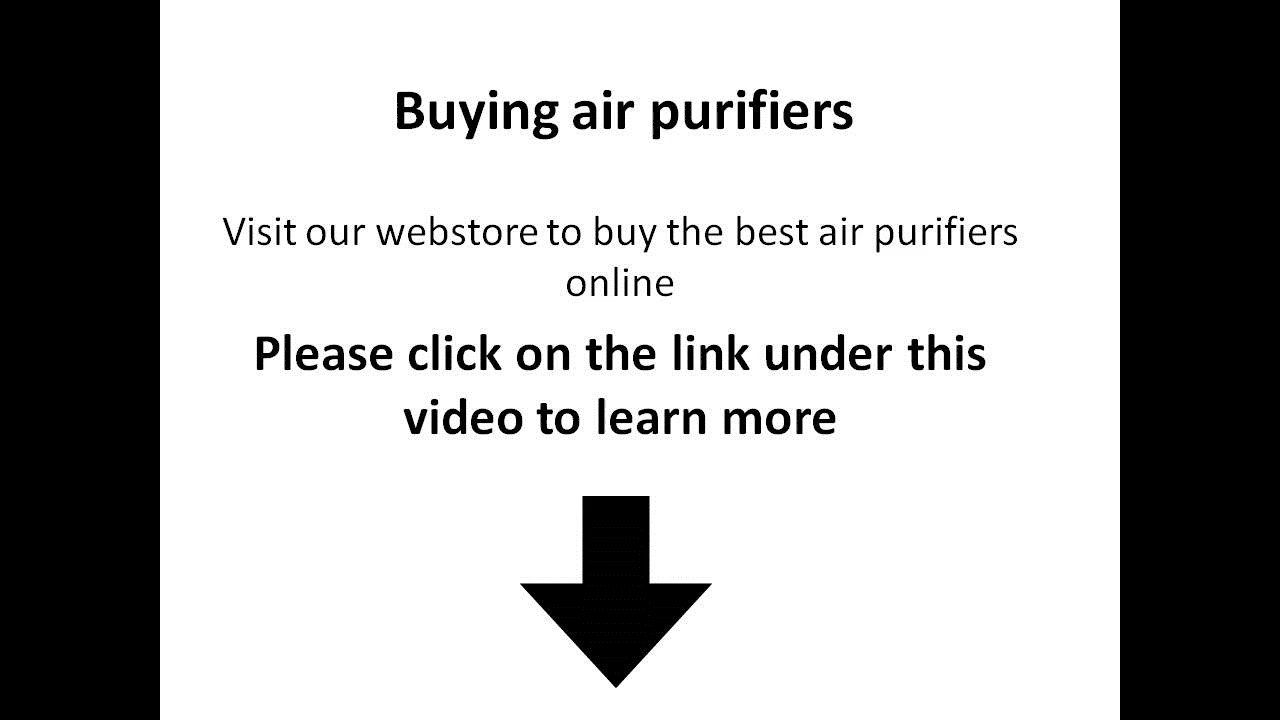 Buying air purifiers
Visit our webstore to buy the best air purifiers
online
Please click on the link under this
video to learn more